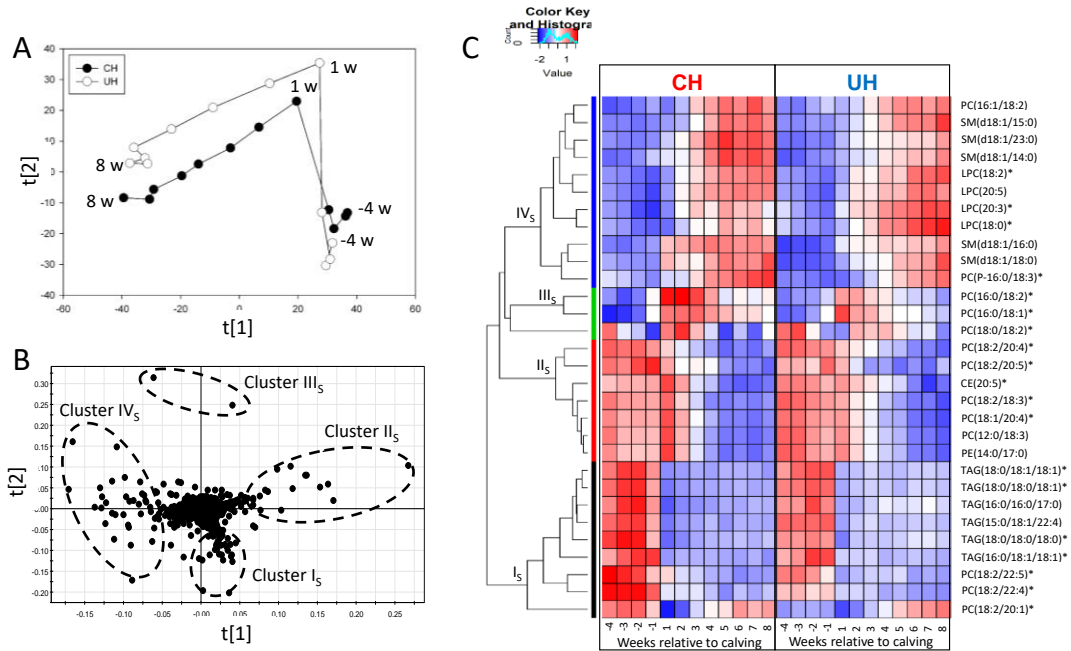 A
CH
UH
40
30
20
10
0
-10
-20
-30
-40
t[2]
-60
-40
-20
0
20
40
60
t[1]
1 w
1 w
8 w
8 w
-4 w
-4 w
B
0.30
0.25
0.20
0.15
.10
.05
-.00
-0.05
-0.10
-0.15
-0.20
t[2]
-0.15
-0.10
-0.05
-0.00
0.05
0.10
0.15
0.20
0.25
t[1]
Cluster IIIS
Cluster IVS
Cluster IIS
Cluster IS
Color Key
and Histogra
Count
0
-2
1
Value
C
CH
UH
IVS
IIIS
IIS
IS
PC(16:1/18:2)
SM(d18:1/15:0)
SM(d18:1/23:0)
SM(d18:1/14:0)
LPC(18:2)*
LPC(20:5)
LPC(20:3)*
LPC(18:0)*
SM(d18:1/16:0)
SM(d18:1/18:0)
PC(P-16:0/18:3)*
PC(16:0/18:2)*
PC(16:0/18:1)*
PC(18:0/18:2)*
PC(18:2/20:4)*
PC(18:2/20:5)*
CE(20:5)*
PC(18:2/18:3)*
PC(18:1/20:4)*
PC(12:0/18:3)
PE(14:0/17:0)
TAG(18:0/18:1/18:1)*
TAG(18:0/18:0/18:1)*
TAG(16:0/16:0/17:0)
TAG(15:0/18:1/22:4)
TAG(18:0/18:0/18:0)*
TAG(16:0/18:1/18:1)*
PC(18:2/22:5)*
PC(18:2/22:4)*
PC(18:2/20:1)*
-4 -3 -2 -1 1 2 3 4 5 6 7 8
-4 -3 -2 -1 1 2 3 4 5 6 7 8
Weeks relative to calving
Weeks relative to calving